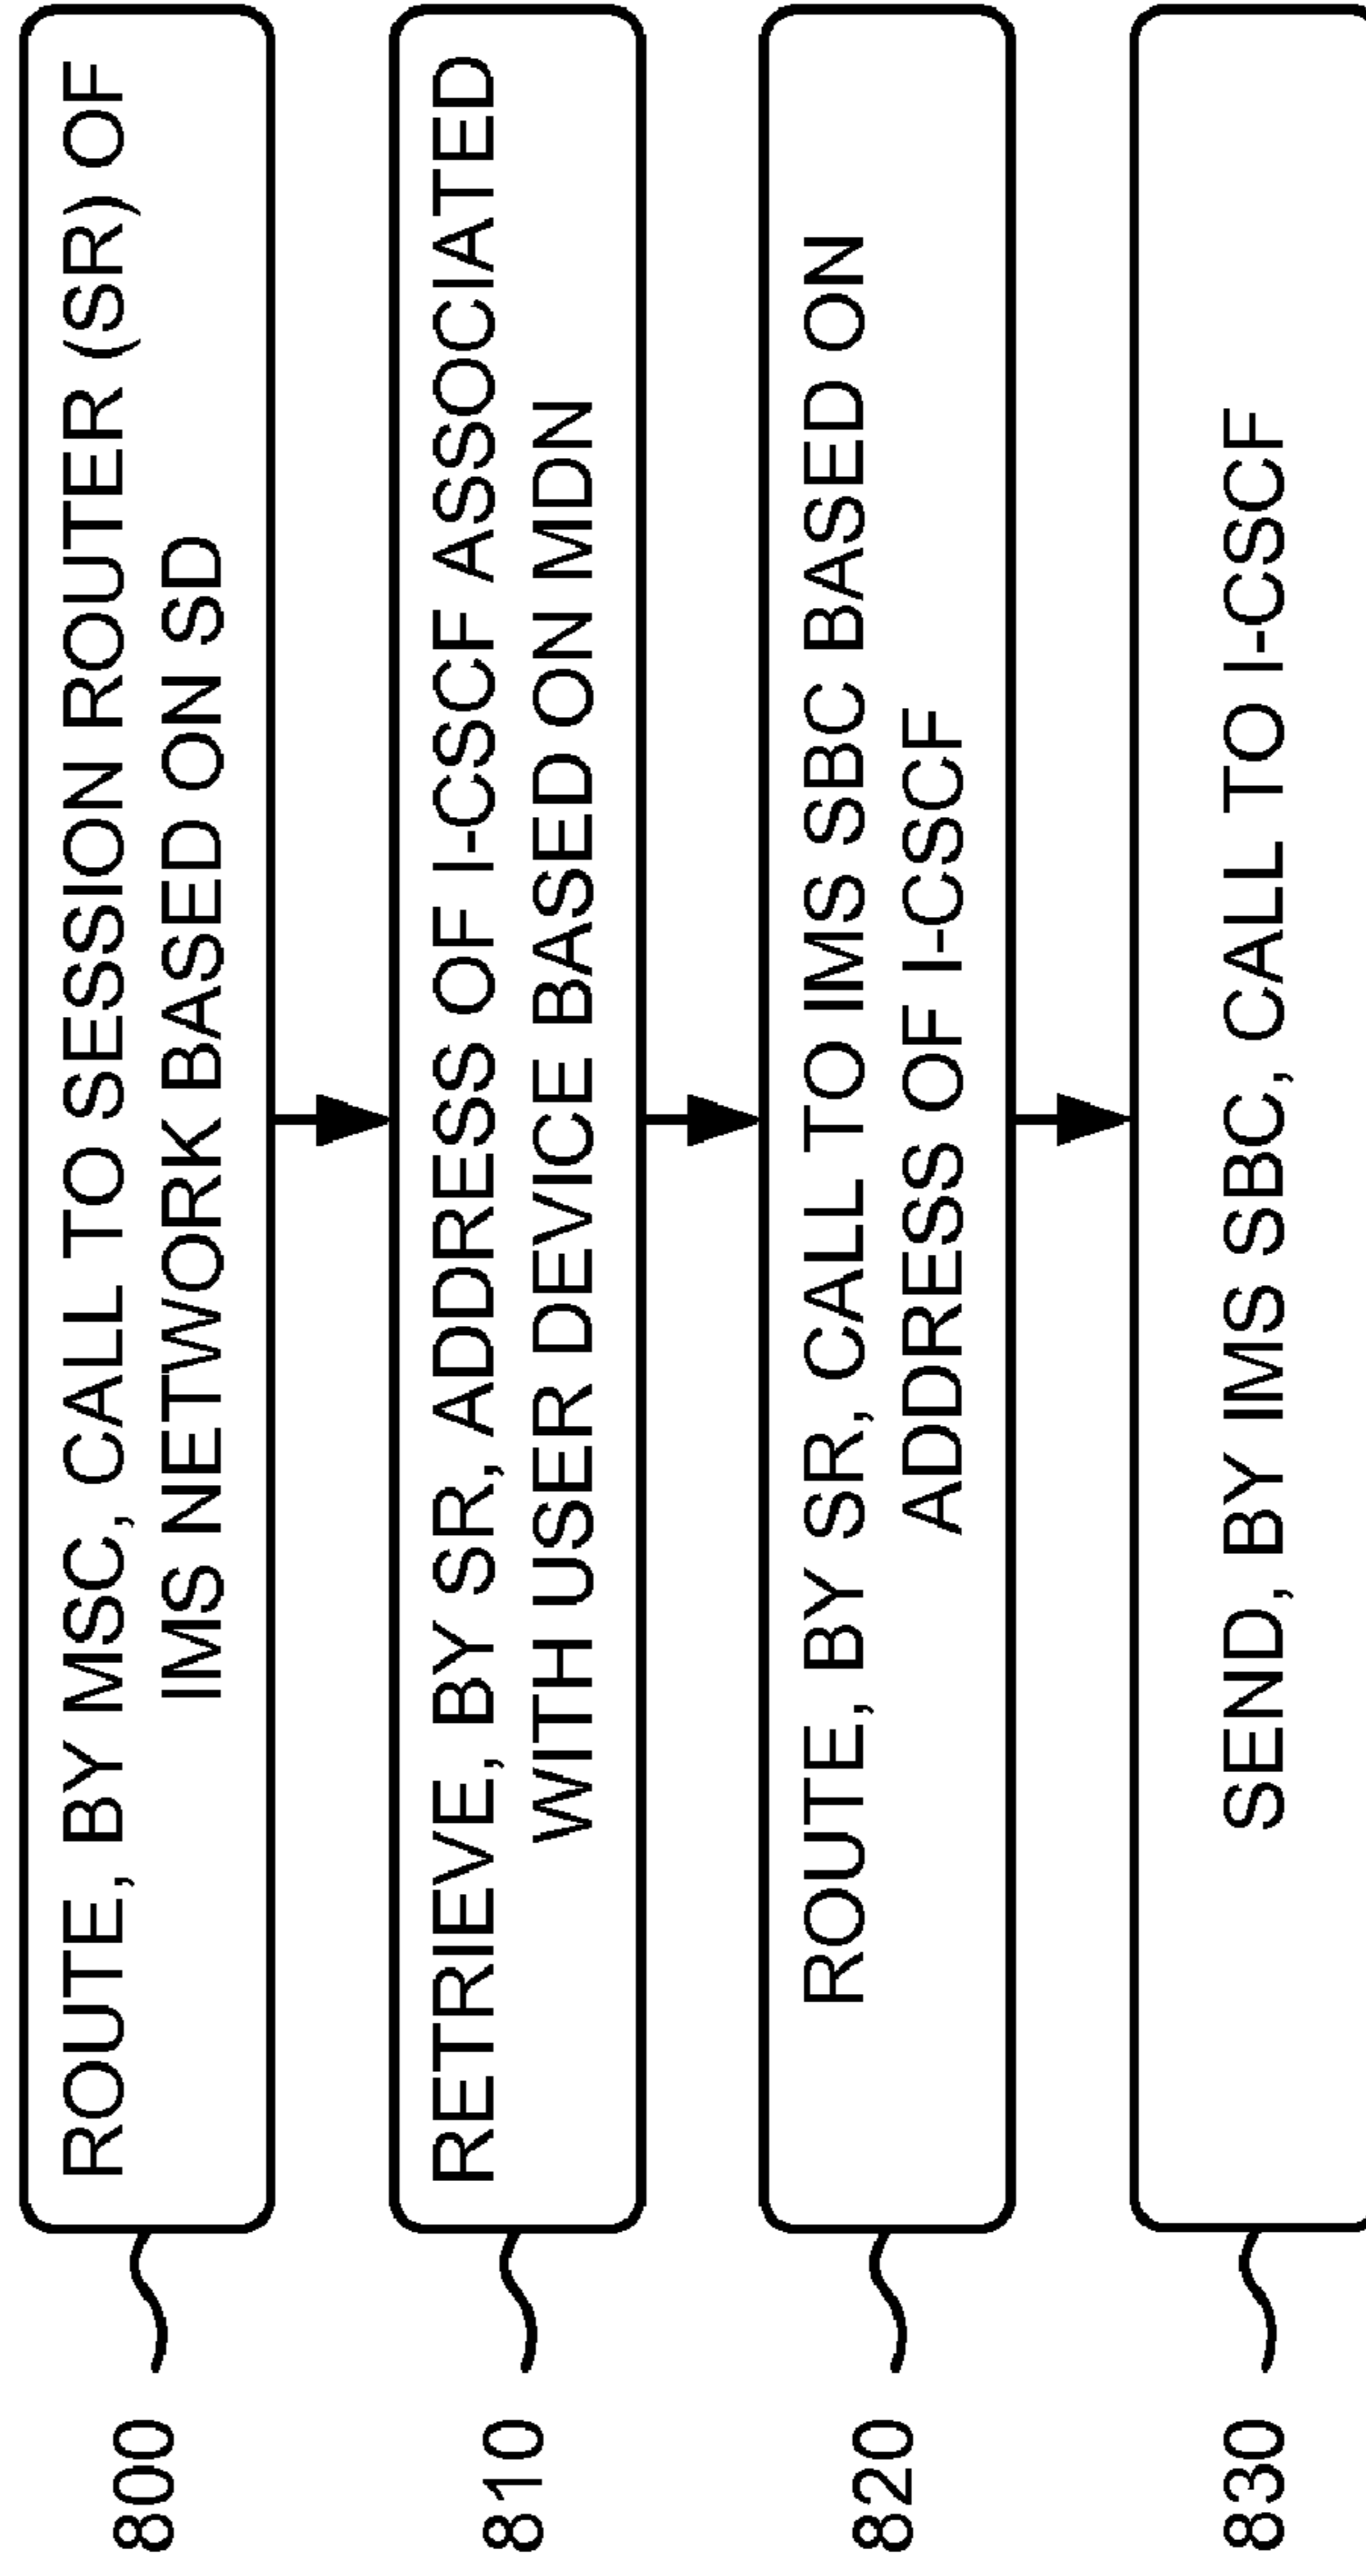 800
ROUTE, BY MSC, CALL TO SESSION ROUTER (SR) OF
IMS NETWORK BASED ON SD
810
RETRIEVE, BY SR, ADDRESS OF I-CSCF ASSOCIATED
WITH USER DEVICE BASED ON MDN
820
ROUTE, BY SR, CALL TO IMS SBC BASED ON
ADDRESS OF I-CSCF
830
SEND, BY IMS SBC, CALL TO I-CSCF